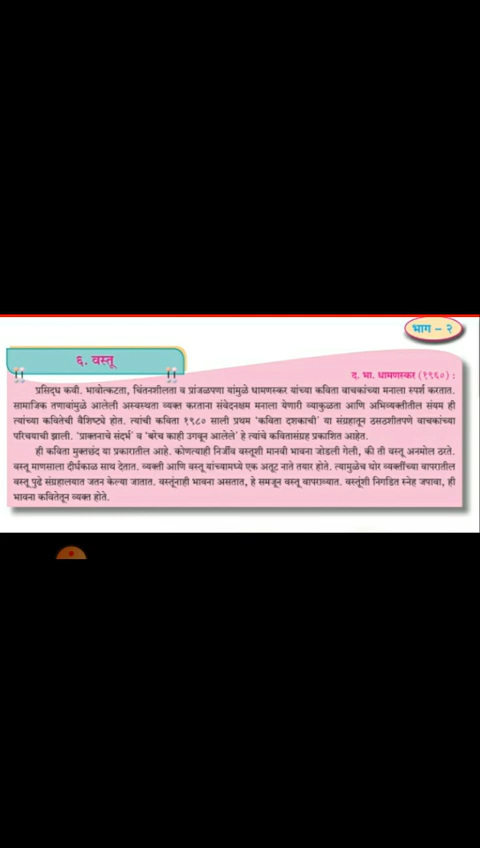 भाग – २
६. वस्तू
द. भा. धामणस्कर (१९६०) :
प्रसिद्ध कवी. भावोत्कटता, चिंतनशीलता व प्रांजळपणा यांमुळे धामणस्कर यांच्या कविता वाचकांच्या मनाला स्पर्श करतात.
सामाजिक तणावांमुळे आलेली अस्वस्थता व्यक्त करताना संवेदनक्षम मनाला येणारी व्याकुळता आणि अभिव्यक्तीतील संयम ही
त्यांच्या कवितेची वैशिष्ट्ये होत. त्यांची कविता १९८० साली प्रथम ‘कविता दशकाची’ या संग्रहातून ठसठशीतपणे वाचकांच्या
परिचयाची झाली. ‘प्राक्तनाचे संदर्भ’ व ‘बरेच काही उगवून आलेले’ हे त्यांचे कवितासंग्रह प्रकाशित आहेत.
ही कविता मुक्तछंद या प्रकारातील आहे. कोणत्याही निर्जीव वस्तूशी मानवी भावना जोडली गेली, की ती वस्तू अनमोल ठरते.
वस्तू माणसाला दीर्घकाळ साथ देतात. व्यक्ती आणि वस्तू यांच्यामध्ये एक अतूट नाते तयार होते. त्यामुळेच थोर व्यक्तींच्या वापरातील
वस्तू पुढे संग्रहालयात जतन केल्या जातात. वस्तूंनाही भावना असतात, हे समजून वस्तू वापराव्यात. वस्तूंशी निगडित स्नेह जपावा, ही
भावना कवितेतून व्यक्त होते.